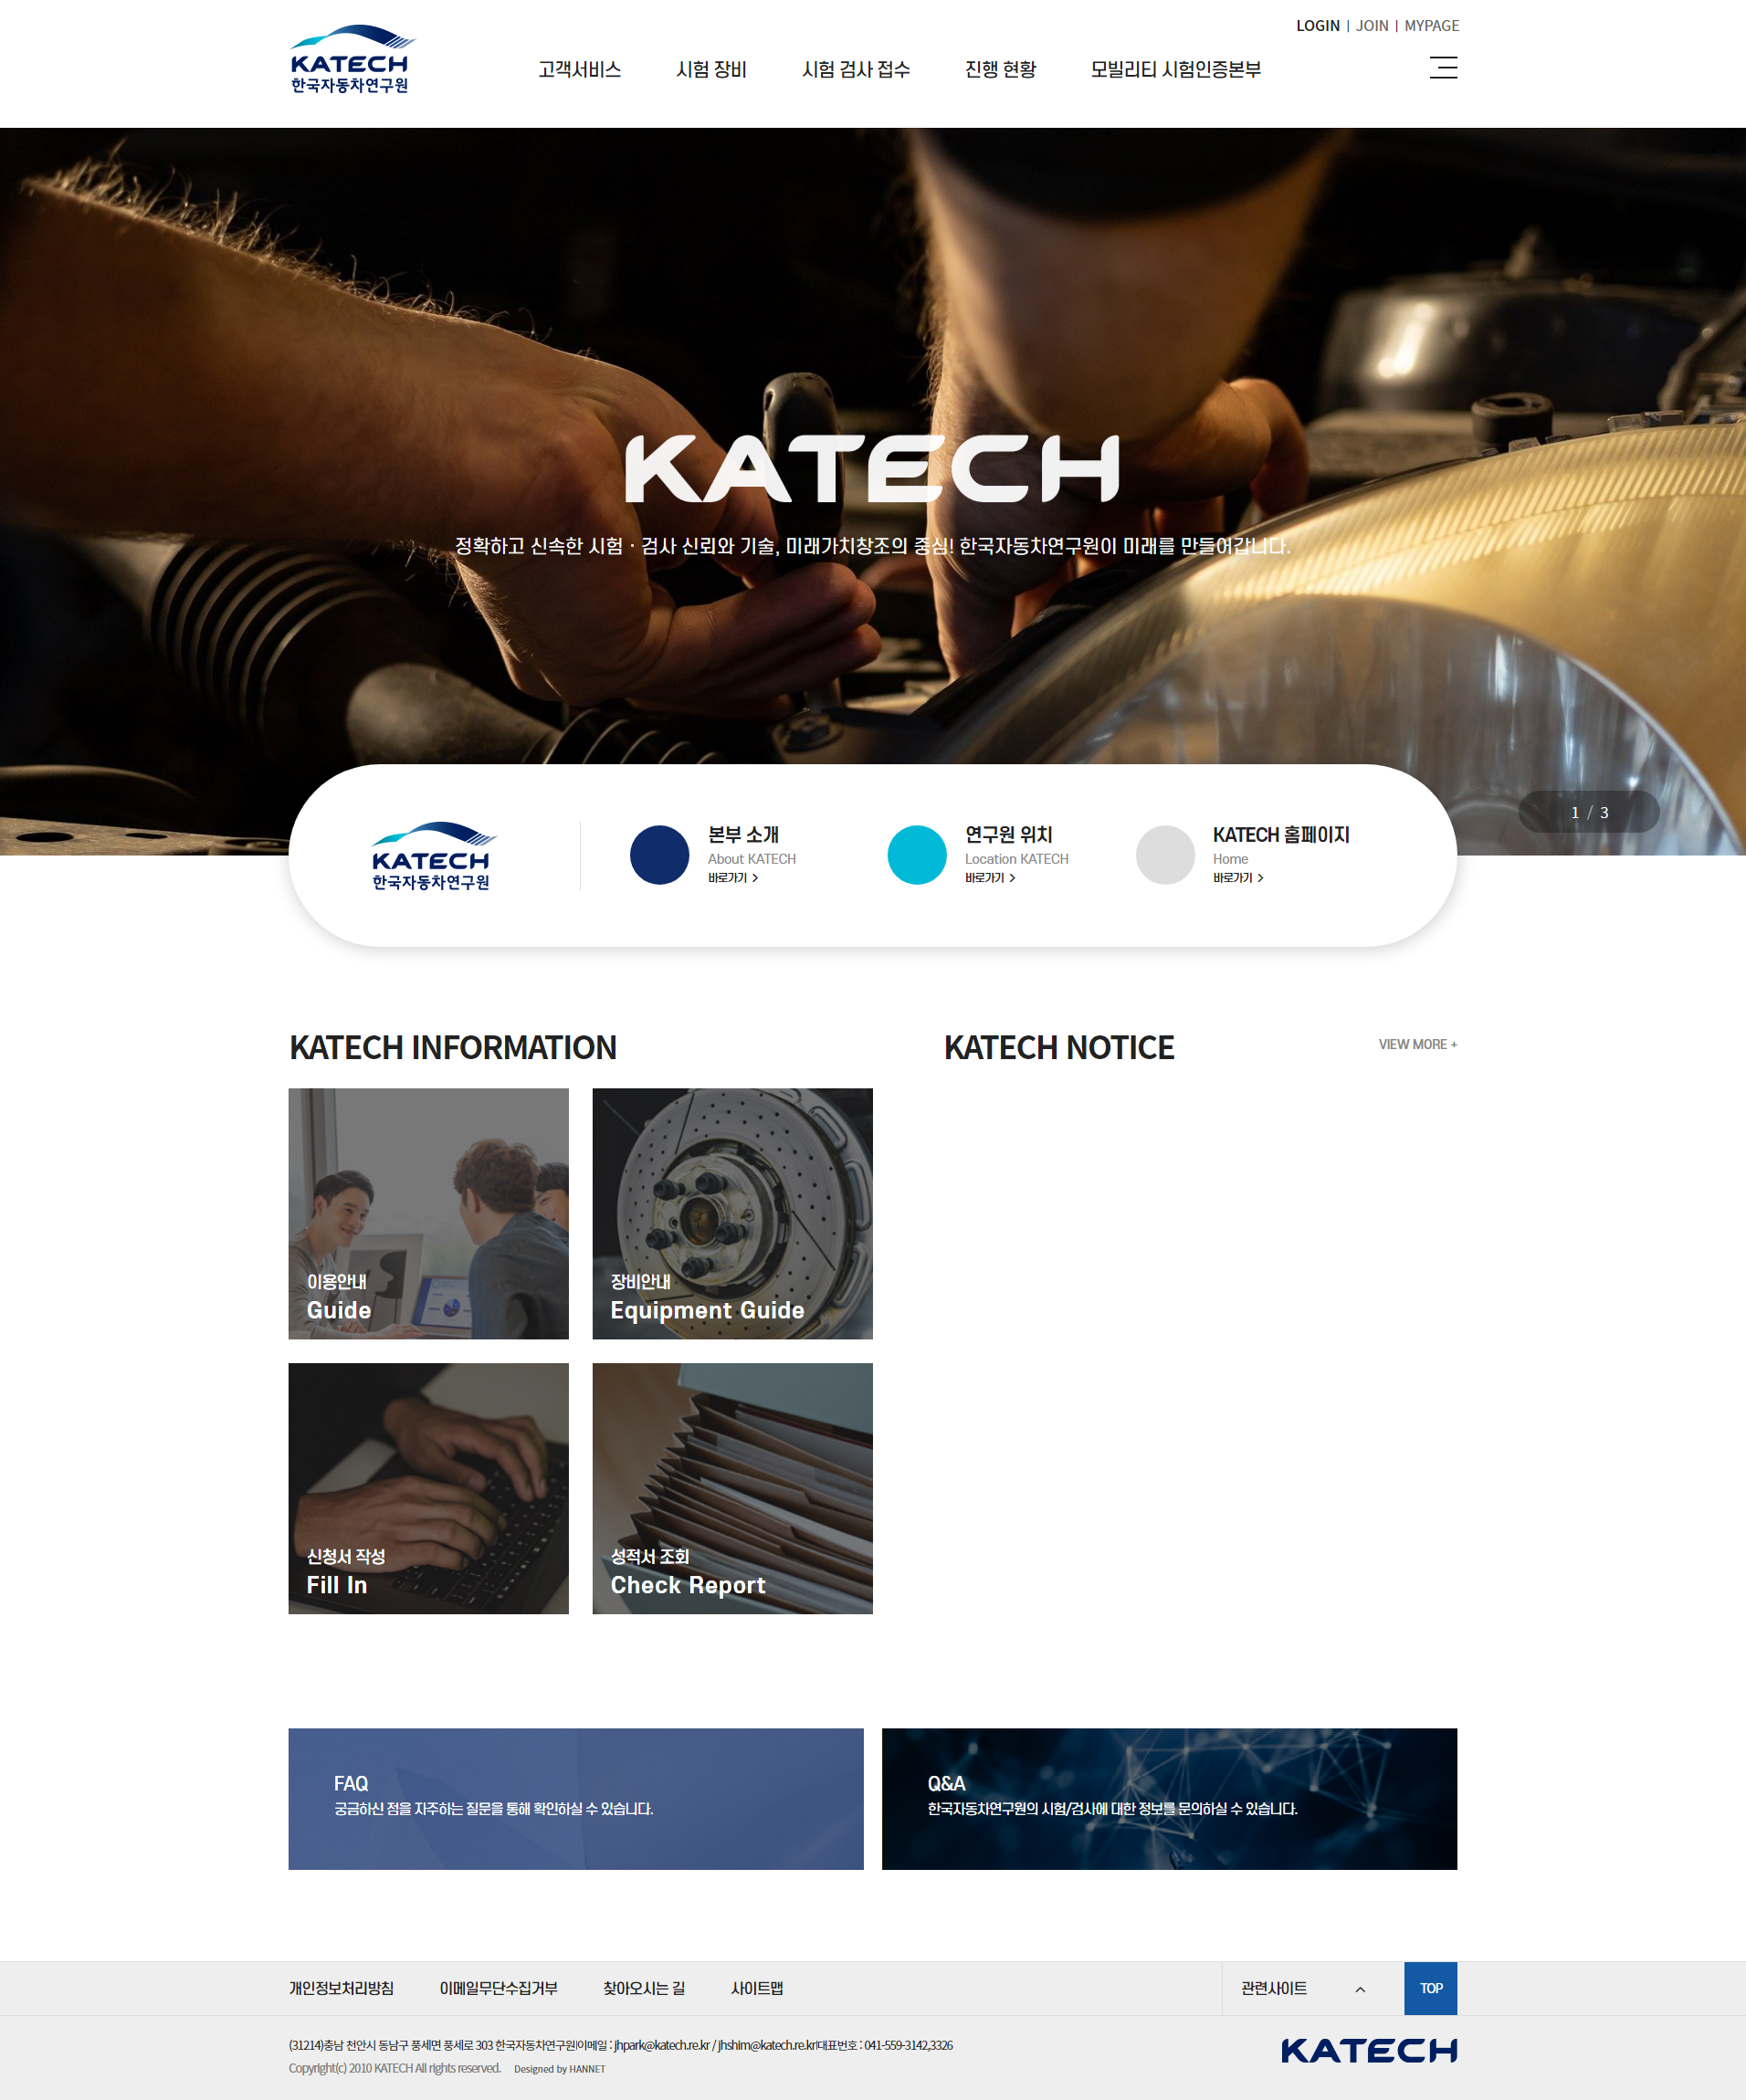 KATECH
한국자동차연구원
LOGIN | JOIN | MYPAGE
고객서비스 시험 장비 시험 검사 접수 진행 현황 모빌리티 시험인증본부
KATECH
정확하고 신속한 시험 · 검사 신뢰와 기술, 미래가치창조의 중심! 한국자동차연구원이 미래를 만들어갑니다.
1 / 3
KATECH
한국자동차연구원
본부 소개
About KATECH
바로가기 >
연구원 위치
Location KATECH
바로가기 >
KATECH 홈페이지
Home
바로가기 >
KATECH INFORMATION
KATECH NOTICE
VIEW MORE +
이용안내
Guide
장비안내
Equipment Guide
신청서 작성
Fill In
성적서 조회
Check Report
FAQ
궁금하신 점을 자주하는 질문을 통해 확인하실 수 있습니다.
Q&A
한국자동차연구원의 시험/검사에 대한 정보를 문의하실 수 있습니다.
개인정보처리방침 이메일무단수집거부 찾아오시는 길 사이트맵
관련사이트
TOP
(31214)충남 천안시 동남구 풍세면 풍세로 303 한국자동차연구원|이메일 : jhpark@katech.re.kr / jhshim@katech.re.kr|대표번호 : 041-559-3142,3326
Copyright(c) 2010 KATECH All rights reserved. Designed by HANNET
KATECH